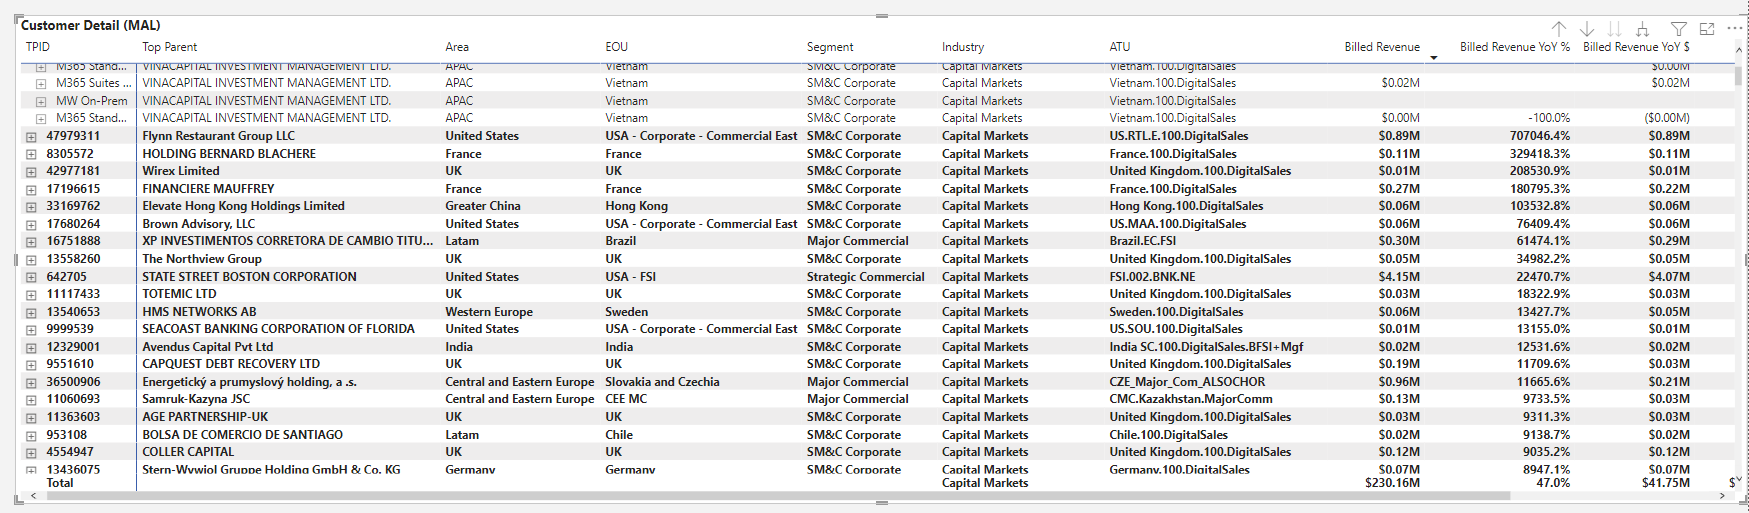 Customer Detail (MAL)
TPID Top Parent Area EOU Segment Industry ATU Billed Revenue Billed Revenue YoY % Billed Revenue YoY $
M365 Stand... VINACAPITAL INVESTMENT MANAGEMENT LTD. APAC Vietnam SM&C Corporate Capital Markets Vietnam.100.DigitalSales $0.00M
M365 Suites ... VINACAPITAL INVESTMENT MANAGEMENT LTD. APAC Vietnam SM&C Corporate Capital Markets Vietnam.100.DigitalSales $0.02M $0.02M
MW On-Prem VINACAPITAL INVESTMENT MANAGEMENT LTD. APAC Vietnam SM&C Corporate Capital Markets Vietnam.100.DigitalSales
M365 Stand... VINACAPITAL INVESTMENT MANAGEMENT LTD. APAC Vietnam SM&C Corporate Capital Markets Vietnam.100.DigitalSales $0.00M -100.0% ($0.00M)
47979311 Flynn Restaurant Group LLC United States USA - Corporate - Commercial East SM&C Corporate Capital Markets US.RTL.E.100.DigitalSales $0.89M 707046.4% $0.89M
8305572 HOLDING BERNARD BLACHERE France France SM&C Corporate Capital Markets France.100.DigitalSales $0.11M 329418.3% $0.11M
42977181 Wirex Limited UK UK SM&C Corporate Capital Markets United Kingdom.100.DigitalSales $0.01M 208530.9% $0.01M
17196615 FINANCIERE MAUFFREY France France SM&C Corporate Capital Markets France.100.DigitalSales $0.27M 180795.3% $0.22M
33169762 Elevate Hong Kong Holdings Limited Greater China Hong Kong SM&C Corporate Capital Markets Hong Kong.100.DigitalSales $0.06M 103532.8% $0.06M
17680264 Brown Advisory, LLC United States USA - Corporate - Commercial East SM&C Corporate Capital Markets US.MAA.100.DigitalSales $0.06M 76409.4% $0.06M
16751888 XP INVESTIMENTOS CORRETORA DE CAMBIO TITU... Latam Brazil Major Commercial Capital Markets Brazil.EC.FSI $0.30M 61474.1% $0.29M
13558260 The Northview Group UK UK SM&C Corporate Capital Markets United Kingdom.100.DigitalSales $0.05M 34982.2% $0.05M
642705 STATE STREET BOSTON CORPORATION United States USA - FSI Strategic Commercial Capital Markets FSI.002.BNK.NE $4.15M 22470.7% $4.07M
11117433 TOTEMIC LTD UK UK SM&C Corporate Capital Markets United Kingdom.100.DigitalSales $0.03M 18322.9% $0.03M
13540653 HMS NETWORKS AB Western Europe Sweden SM&C Corporate Capital Markets Sweden.100.DigitalSales $0.06M 13427.7% $0.05M
9999539 SEACOAST BANKING CORPORATION OF FLORIDA United States USA - Corporate - Commercial East SM&C Corporate Capital Markets US.SOU.100.DigitalSales $0.01M 13155.0% $0.01M
12329001 Avendus Capital Pvt Ltd India India SM&C Corporate Capital Markets India SC.100.DigitalSales.BFSI+Mgf $0.02M 12531.6% $0.02M
9551610 CAPQUEST DEBT RECOVERY LTD UK UK SM&C Corporate Capital Markets United Kingdom.100.DigitalSales $0.19M 11709.6% $0.03M
36500906 Energetický a prumyslový holding, a .s. Central and Eastern Europe Slovakia and Czechia Major Commercial Capital Markets CZE_Major_Com_ALSOCHOR $0.96M 11665.6% $0.21M
11060693 Samruk-Kazyna JSC Central and Eastern Europe CEE MC Major Commercial Capital Markets CMC.Kazakhstan.MajorComm $0.13M 9733.5% $0.03M
11363603 AGE PARTNERSHIP-UK UK UK SM&C Corporate Capital Markets United Kingdom.100.DigitalSales $0.03M 9311.3% $0.03M
953108 BOLSA DE COMERCIO DE SANTIAGO Latam Chile SM&C Corporate Capital Markets Chile.100.DigitalSales $0.02M 9138.7% $0.02M
4554947 COLLER CAPITAL UK UK SM&C Corporate Capital Markets United Kingdom.100.DigitalSales $0.12M 9035.2% $0.12M
13436075 Stern-Wywiol Gruppe Holding GmbH & Co. KG Germany Germany SM&C Corporate Capital Markets Germany.100.DigitalSales $0.07M 8947.1% $0.07M
Total Capital Markets $230.16M 47.0% $41.75M $